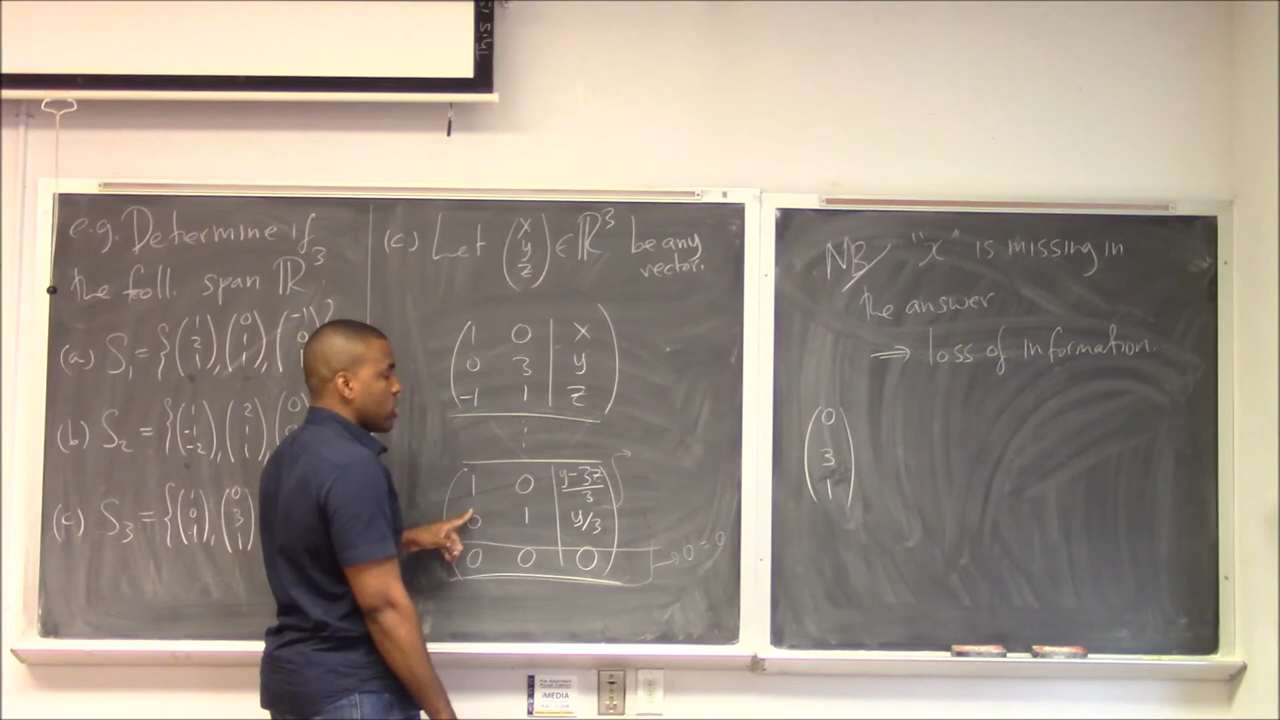 This is
e.g. Determine if
the foll. span ℝ³
(a) S₁ = {(1 2 1), (0 1 1), (-1 0
(b) S₂ = {(1 -1 -2), (2 1 1), (0
(c) S₃ = {(1 0 -1), (0 3 1)
(c) Let (x y z) ∈ ℝ³ be any
vector.
1 0 | x
0 3 | y
-1 1 | z
⋮
1 0 | y-3z/3
0 1 | y/3
0 0 | 0 → 0=0
NB/ "x" is missing in
the answer
⇒ loss of information.
(0 3 1)
iMEDIA